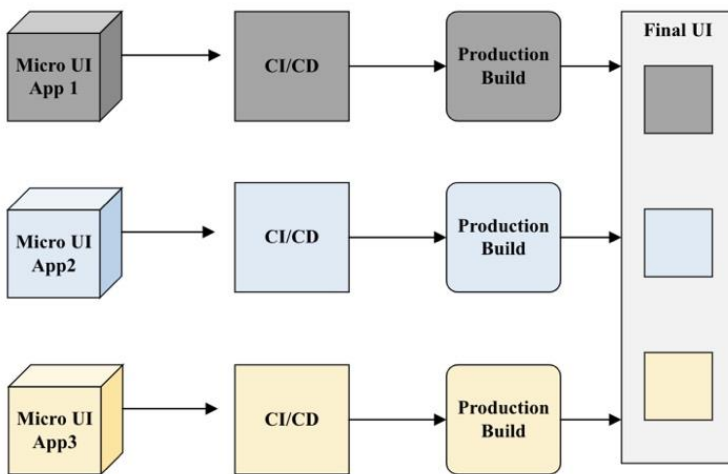 Final UI
Micro UI
App 1
CI/CD
Production
Build
Micro UI
App2
CI/CD
Production
Build
Micro UI
App3
CI/CD
Production
Build